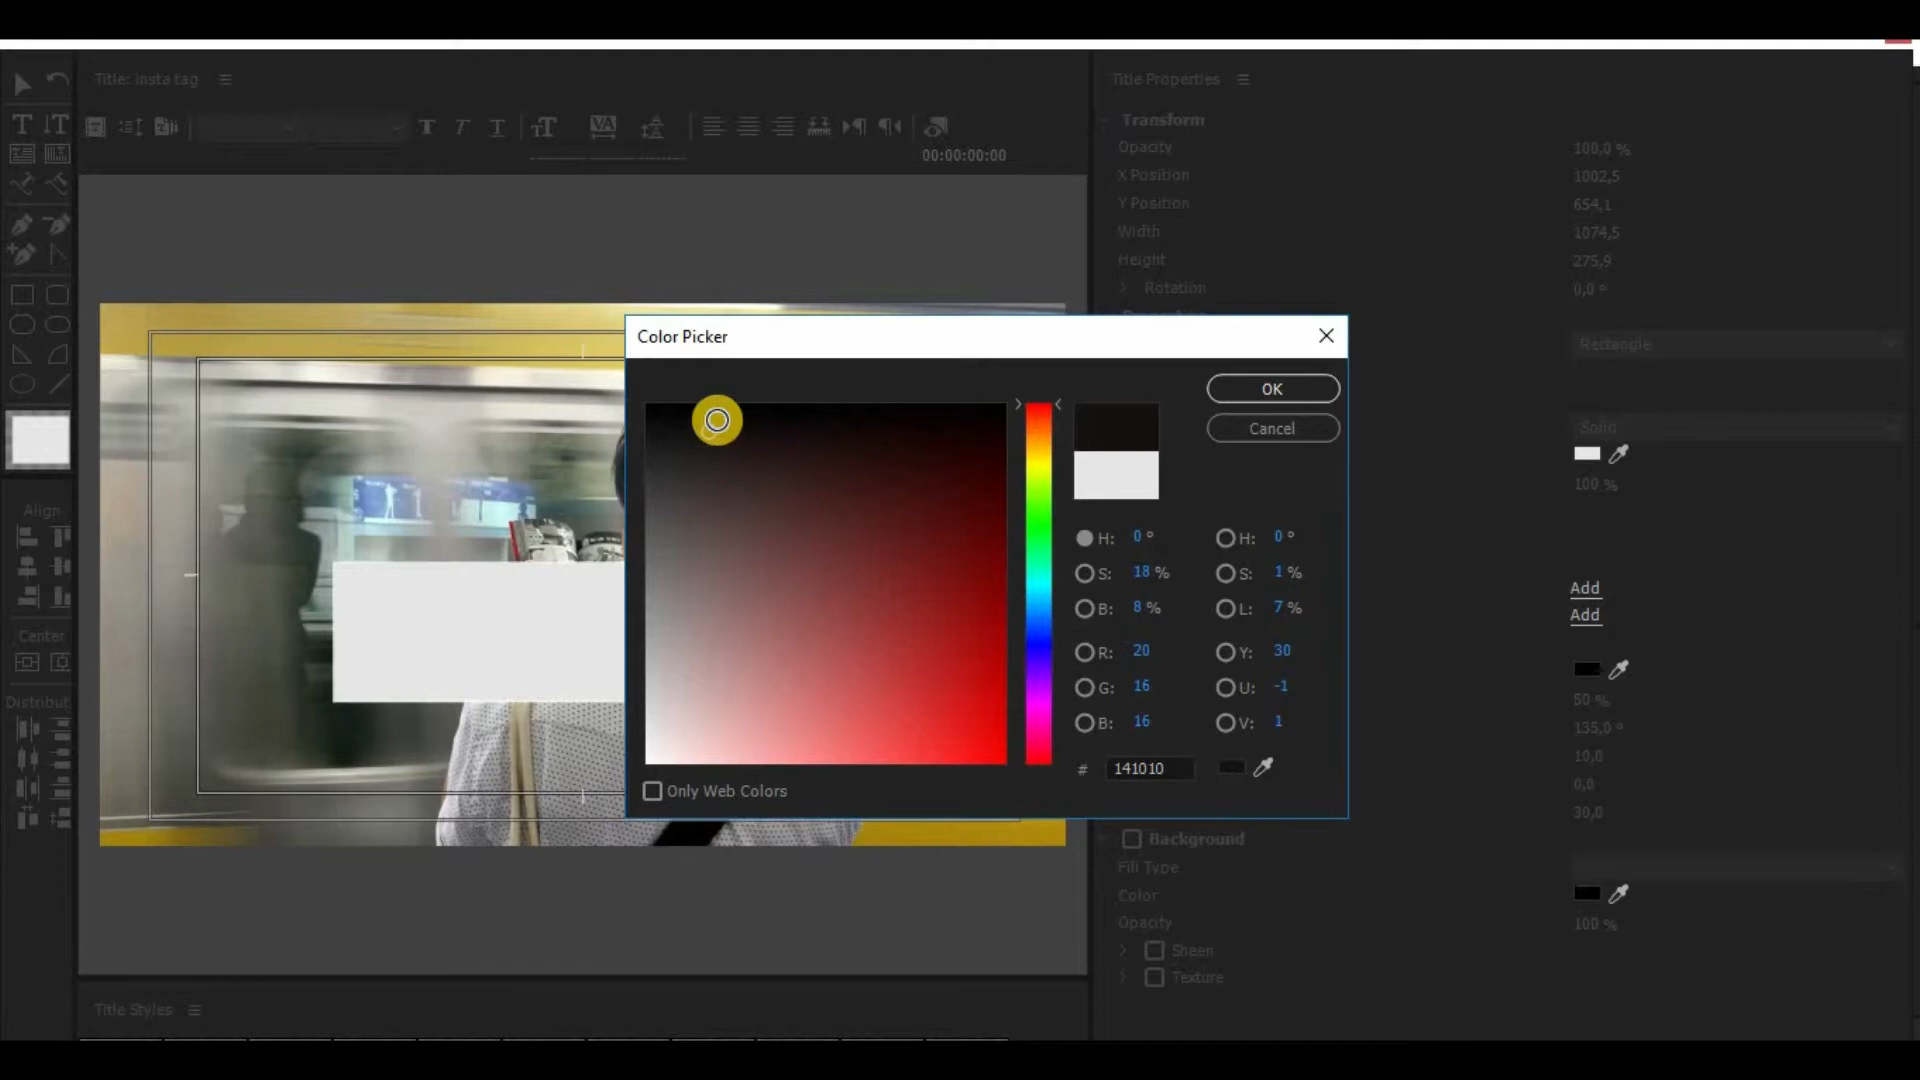 Title: insta tag
Title Properties
Transform
00:00:00:00
Opacity 100,0 %
X Position 1002,5
Y Position 654,1
Width 1074,5
Height 275,9
Rotation 0,0 °
Color Picker
Rectangle
OK
Cancel
Solid
100 %
Align
H: 0 ° H: 0 °
S: 18 % S: 1 %
B: 8 % L: 7 %
Add
Add
Center
R: 20 Y: 30
G: 16 U: -1
B: 16 V: 1
50 %
Distribut
135,0 °
10,0
# 141010
0,0
Only Web Colors
30,0
Background
Fill Type
Color
Opacity 100 %
Sheen
Texture
Title Styles